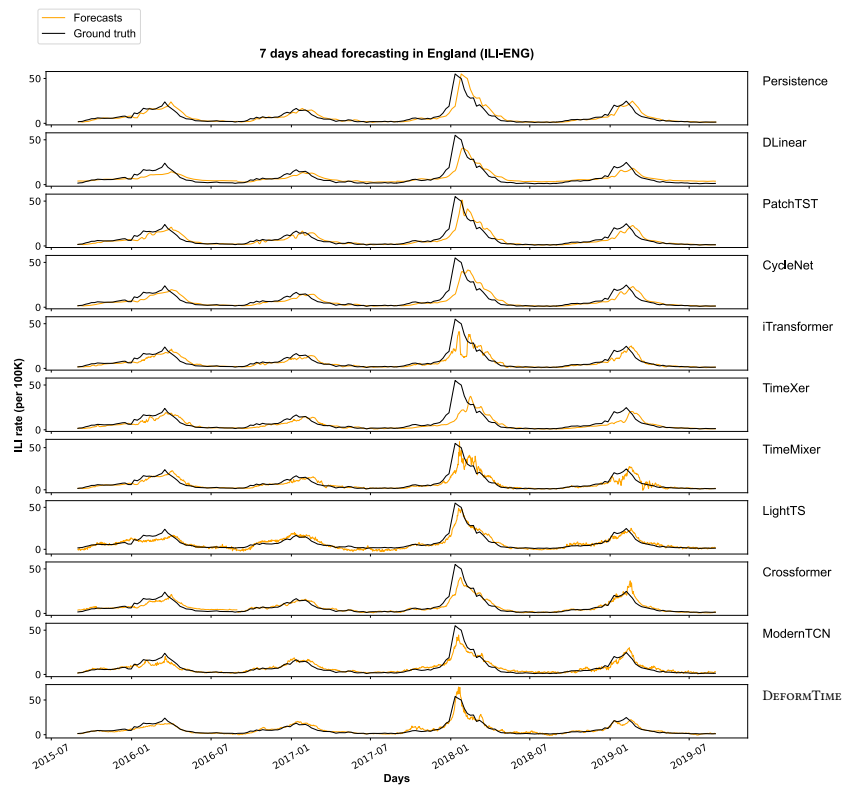 Forecasts
Ground truth
7 days ahead forecasting in England (ILI-ENG)
50
0
Persistence
50
0
DLinear
50
0
PatchTST
50
0
CycleNet
50
0
iTransformer
50
0
TimeXer
50
0
TimeMixer
50
0
LightTS
50
0
Crossformer
50
0
ModernTCN
50
0
DEFORMTIME
ILI rate (per 100K)
2015-07 2016-01 2016-07 2017-01 2017-07 2018-01 2018-07 2019-01 2019-07
Days